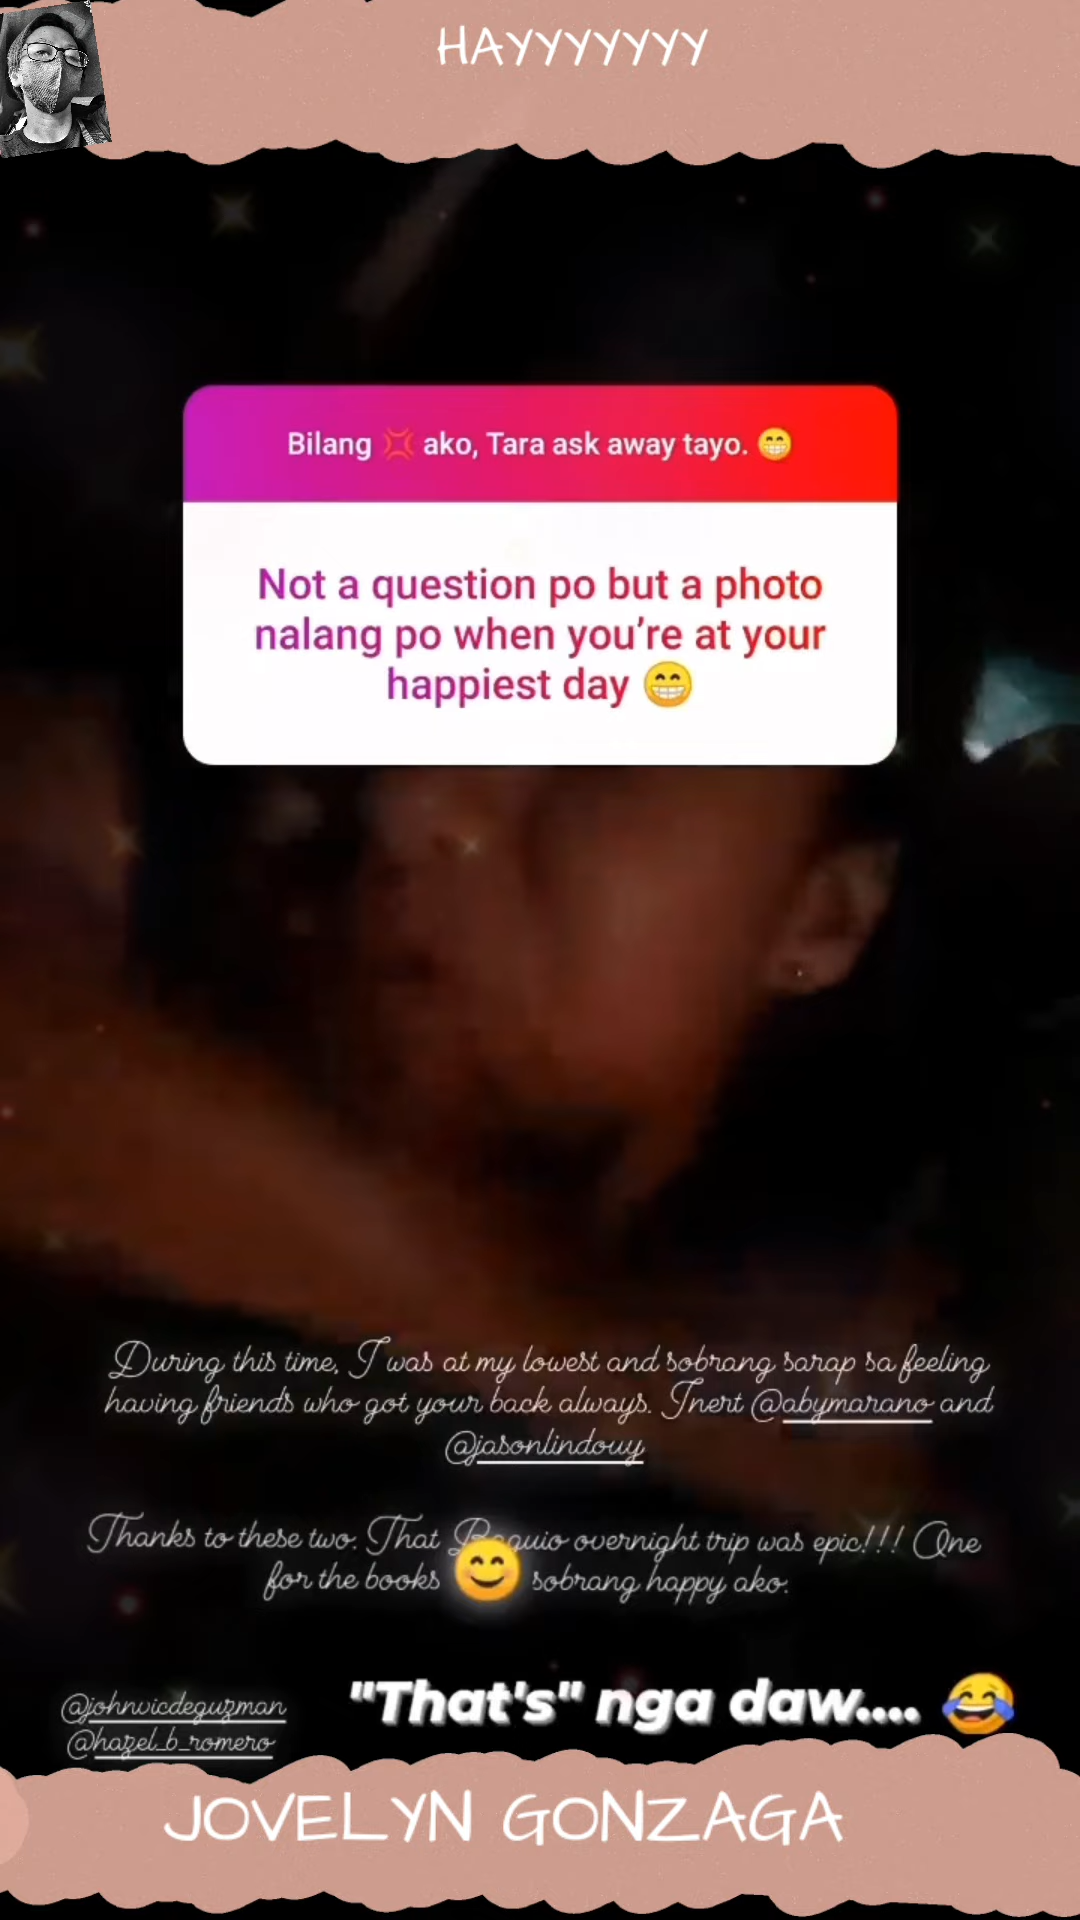 HAYYYYYYY
Bilang 💢 ako, Tara ask away tayo. 😁
Not a question po but a photo
nalang po when you’re at your
happiest day 😁
During this time, I was at my lowest and sobrang sarap sa feeling
having friends who got your back always. Inert @abymarano and
@jasonlindouy
Thanks to these two. That Baguio overnight trip was epic!!! One
for the books 😊 sobrang happy ako.
"That's" nga daw.... 😂
@johnvicdeguzman
@hazel_b_romero
JOVELYN GONZAGA